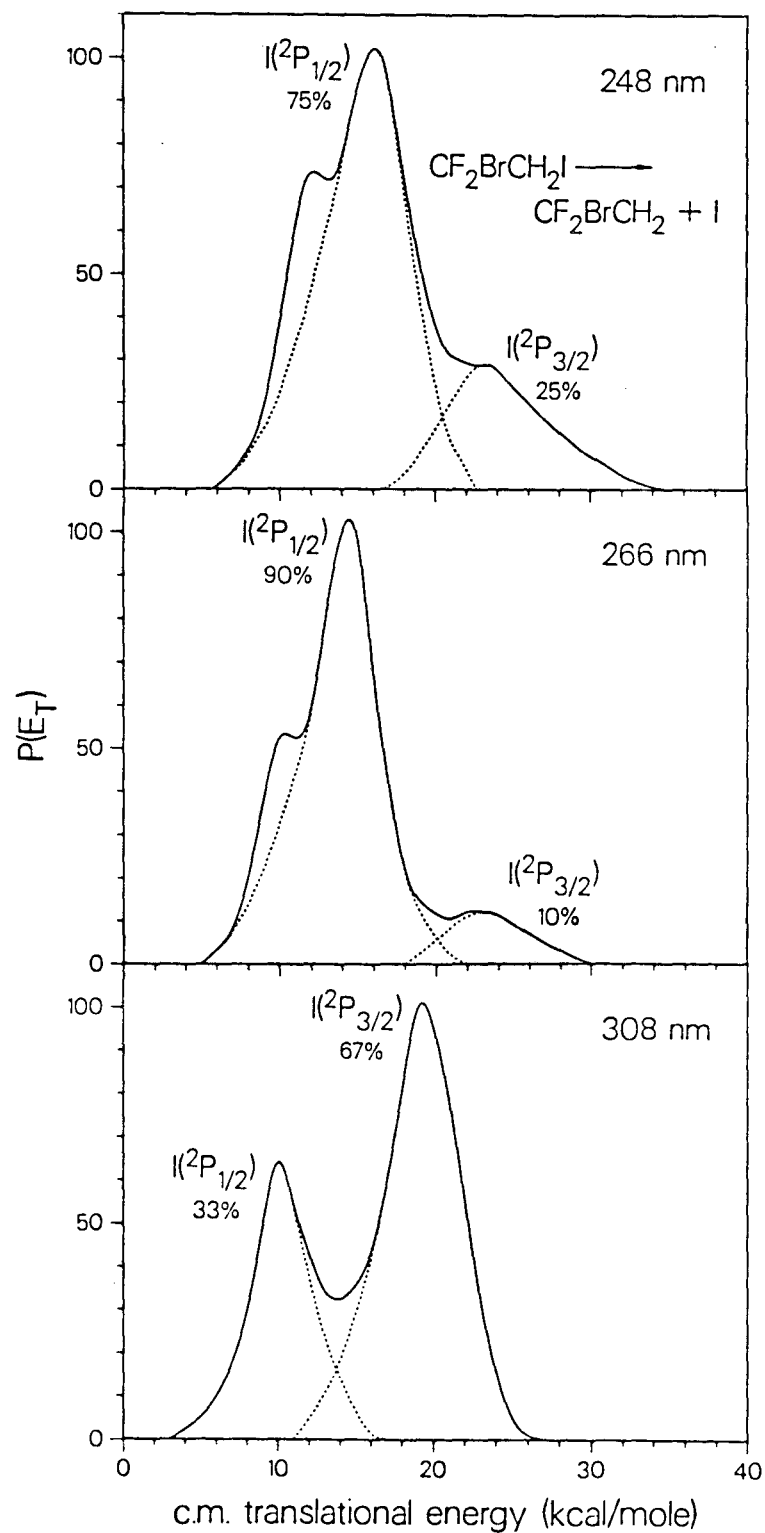 100
50
0
I(²P₁/₂)
75%
248 nm
CF₂BrCH₂I ⟶
CF₂BrCH₂ + I
I(²P₃/₂)
25%
P(E_T)
100
50
0
I(²P₁/₂)
90%
266 nm
I(²P₃/₂)
10%
100
50
0
I(²P₃/₂)
67%
308 nm
I(²P₁/₂)
33%
0 10 20 30 40
c.m. translational energy (kcal/mole)